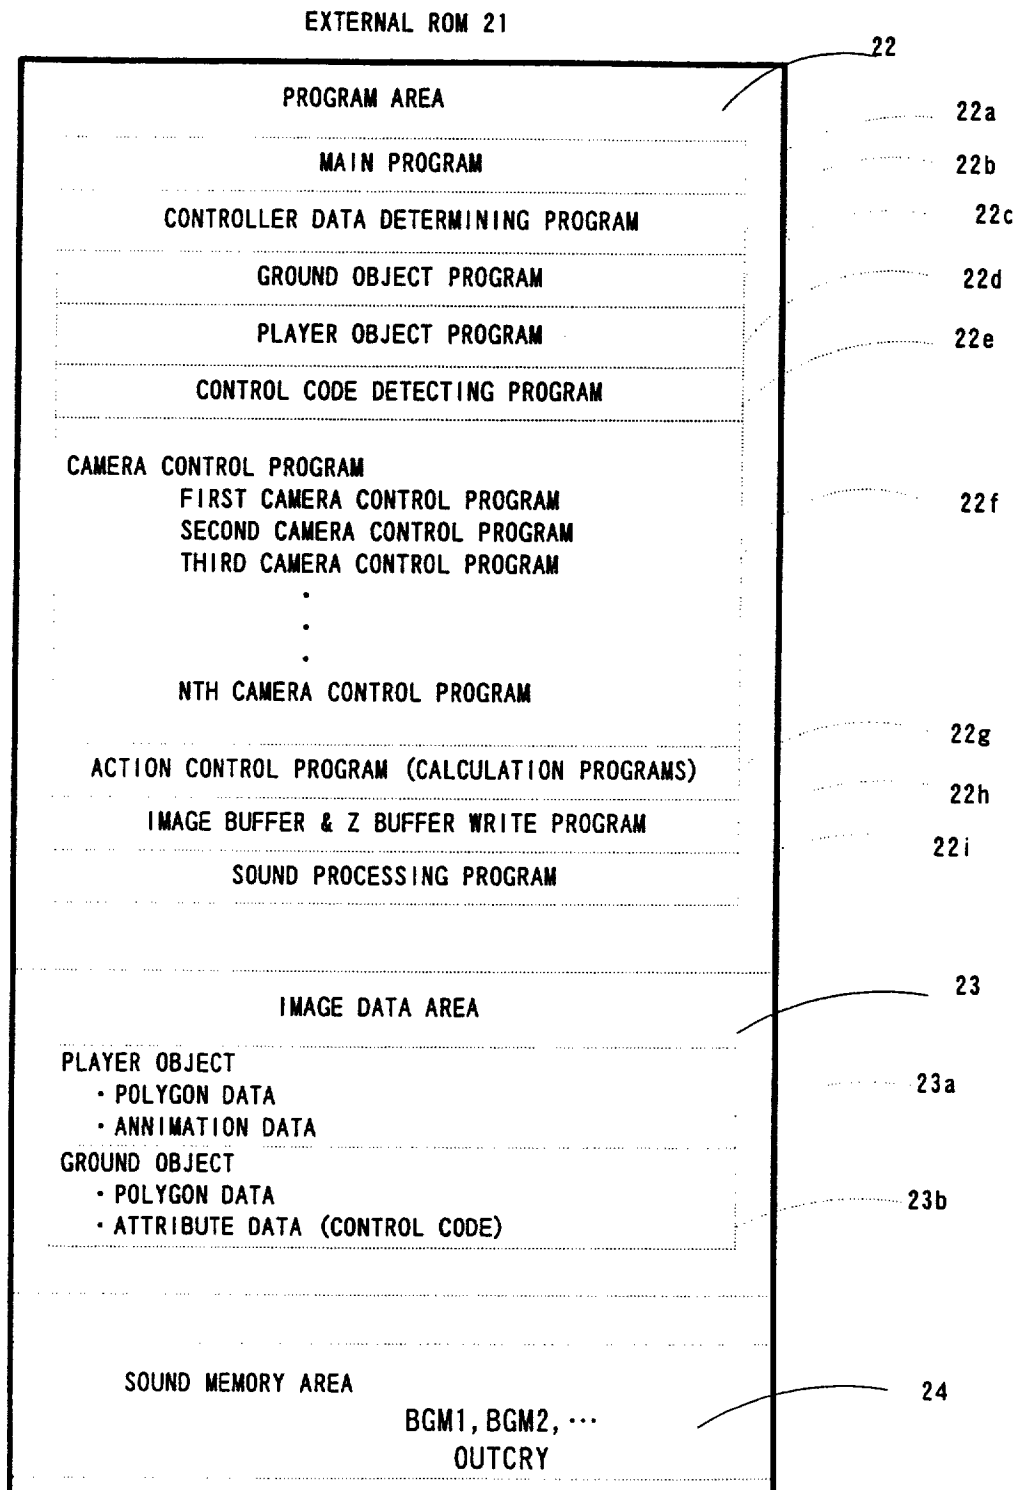 EXTERNAL ROM 21
22
PROGRAM AREA
22a
MAIN PROGRAM
22b
CONTROLLER DATA DETERMINING PROGRAM
22c
GROUND OBJECT PROGRAM
22d
PLAYER OBJECT PROGRAM
22e
CONTROL CODE DETECTING PROGRAM
CAMERA CONTROL PROGRAM
FIRST CAMERA CONTROL PROGRAM
22f
SECOND CAMERA CONTROL PROGRAM
THIRD CAMERA CONTROL PROGRAM
NTH CAMERA CONTROL PROGRAM
22g
ACTION CONTROL PROGRAM (CALCULATION PROGRAMS)
22h
IMAGE BUFFER & Z BUFFER WRITE PROGRAM
22i
SOUND PROCESSING PROGRAM
23
IMAGE DATA AREA
PLAYER OBJECT
23a
・POLYGON DATA
・ANNIMATION DATA
GROUND OBJECT
・POLYGON DATA
23b
・ATTRIBUTE DATA (CONTROL CODE)
SOUND MEMORY AREA
24
BGM1, BGM2, ···
OUTCRY